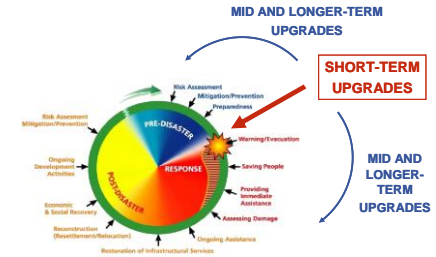 MID AND LONGER-TERM
UPGRADES
SHORT-TERM
UPGRADES
MID AND
LONGER-
TERM
UPGRADES
Risk Assessment
Mitigation/Prevention
Preparedness
Warning/Evacuation
Saving People
Providing
Immediate
Assistance
Assessing Damage
Ongoing Assistance
Restoration of Infrastructural Services
Reconstruction
(Resettlement/Relocation)
Economic
& Social Recovery
Ongoing
Development
Activities
Risk Assesment
Mitigation/Prevention
PRE-DISASTER
RESPONSE
POST-DISASTER